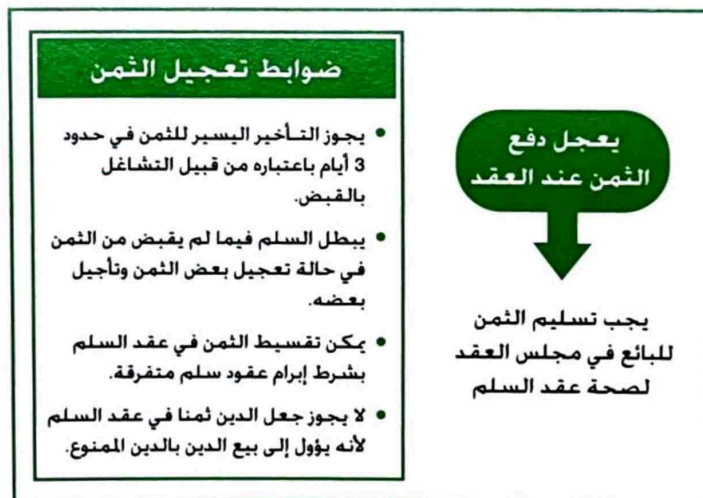 يعجل دفع
الثمن عند العقد
يجب تسليم الثمن
للبائع في مجلس العقد
لصحة عقد السلم
ضوابط تعجيل الثمن
• يجوز التأخير اليسير للثمن في حدود
3 أيام باعتباره من قبيل التشاغل
بالقبض.
• يبطل السلم فيما لم يقبض من الثمن
في حالة تعجيل بعض الثمن وتأجيل
بعضه.
• يمكن تقسيط الثمن في عقد السلم
بشرط إبرام عقود سلم متفرقة.
• لا يجوز جعل الدين ثمنا في عقد السلم
لأنه يؤول إلى بيع الدين بالدين الممنوع.